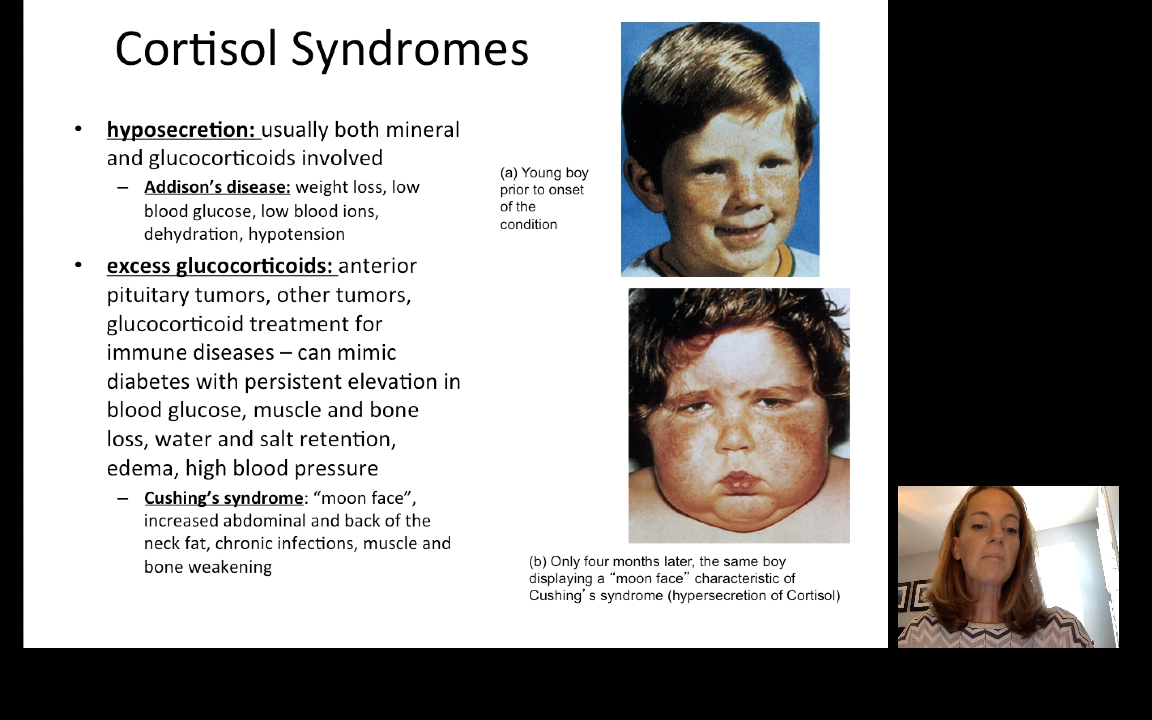 Cortisol Syndromes
• hyposecretion: usually both mineral
and glucocorticoids involved
– Addison's disease: weight loss, low
blood glucose, low blood ions,
dehydration, hypotension
• excess glucocorticoids: anterior
pituitary tumors, other tumors,
glucocorticoid treatment for
immune diseases – can mimic
diabetes with persistent elevation in
blood glucose, muscle and bone
loss, water and salt retention,
edema, high blood pressure
– Cushing's syndrome: “moon face”,
increased abdominal and back of the
neck fat, chronic infections, muscle and
bone weakening
(a) Young boy
prior to onset
of the
condition
(b) Only four months later, the same boy
displaying a “moon face” characteristic of
Cushing's syndrome (hypersecretion of Cortisol)